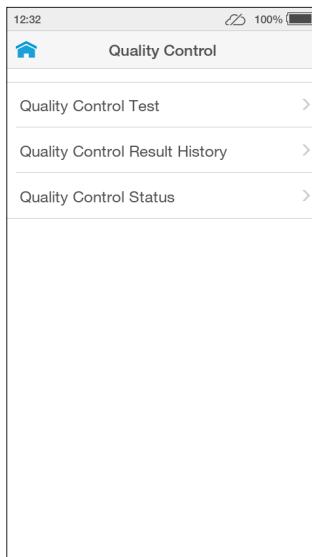 12:32 100%
Quality Control
Quality Control Test
Quality Control Result History
Quality Control Status